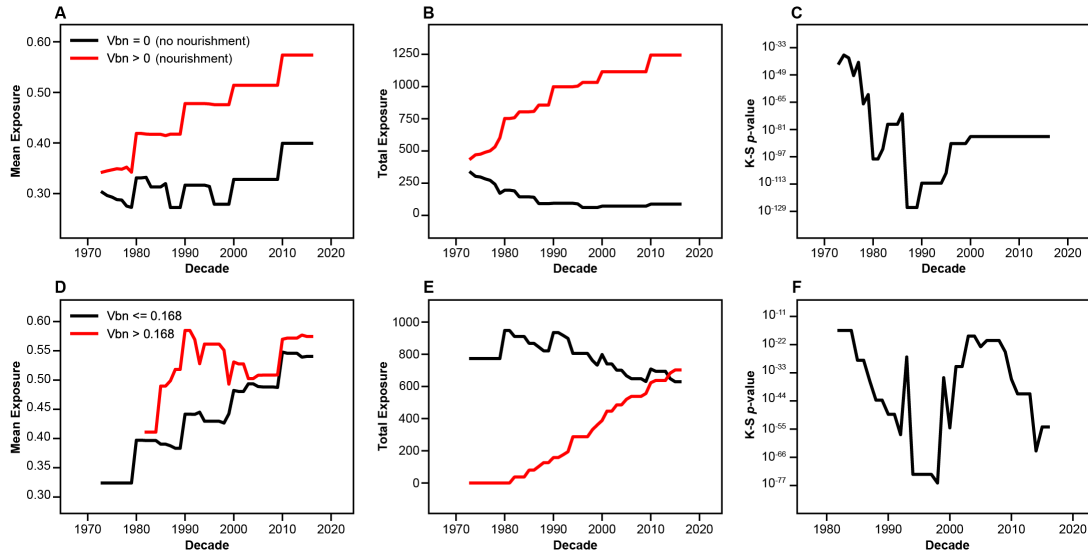 A
B
C
Vbn = 0 (no nourishment)
Vbn > 0 (nourishment)
Mean Exposure
0.60
0.50
0.40
0.30
1970 1980 1990 2000 2010 2020
Decade
Total Exposure
1250
1000
750
500
250
0
1970 1980 1990 2000 2010 2020
Decade
K-S p-value
10-33
10-49
10-65
10-81
10-97
10-113
10-129
1970 1980 1990 2000 2010 2020
Decade
D
E
F
Vbn <= 0.168
Vbn > 0.168
Mean Exposure
0.60
0.55
0.50
0.45
0.40
0.35
0.30
1970 1980 1990 2000 2010 2020
Decade
Total Exposure
1000
800
600
400
200
0
1970 1980 1990 2000 2010 2020
Decade
K-S p-value
10-11
10-22
10-33
10-44
10-55
10-66
10-77
1980 1990 2000 2010 2020
Decade